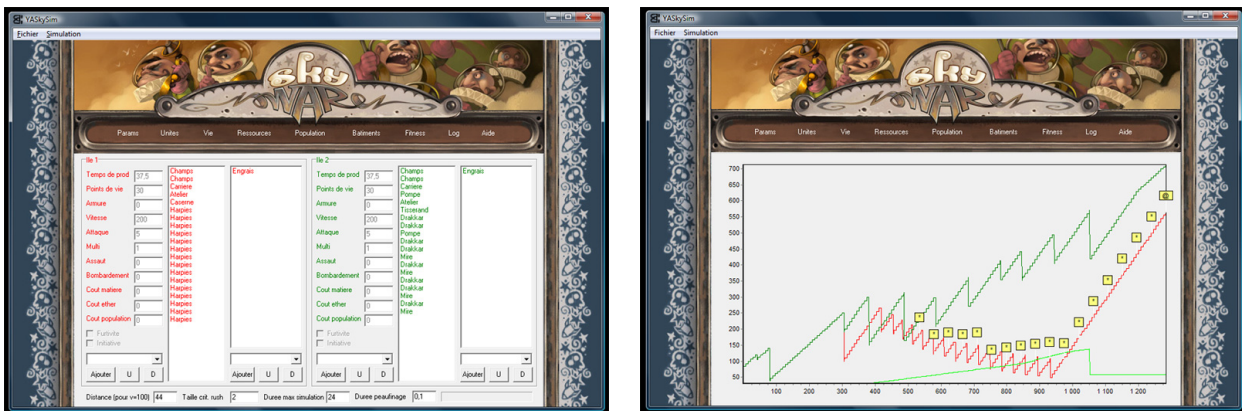 YASkySim
Fichier Simulation
SKY
WAR
Params Unites Vie Ressources Population Batiments Fitness Log Aide
Ile 1
Temps de prod 37,5
Points de vie 30
Armure 0
Vitesse 200
Attaque 5
Multi 1
Assaut 0
Bombardement 0
Cout matiere 0
Cout ether 0
Cout population 0
Furtivite
Initiative
Ajouter U D
Champs
Champs
Carriere
Atelier
Caserne
Harpies
Harpies
Harpies
Harpies
Harpies
Harpies
Harpies
Harpies
Harpies
Harpies
Harpies
Harpies
Harpies
Harpies
Engrais
Ajouter U D
Ile 2
Temps de prod 37,5
Points de vie 30
Armure 0
Vitesse 200
Attaque 5
Multi 1
Assaut 0
Bombardement 0
Cout matiere 0
Cout ether 0
Cout population 0
Furtivite
Initiative
Ajouter U D
Champs
Champs
Carriere
Pompe
Atelier
Tisserand
Drakkar
Drakkar
Pompe
Drakkar
Drakkar
Mire
Drakkar
Mire
Drakkar
Drakkar
Mire
Drakkar
Mire
Engrais
Ajouter U D
Distance (pour v=100) 44 Taille crit. rush 2 Duree max simulation 24 Duree peaufinage 0,1
YASkySim
Fichier Simulation
SKY
WAR
Params Unites Vie Ressources Population Batiments Fitness Log Aide
700
650
600
550
500
450
400
350
300
250
200
150
100
50
0 100 200 300 400 500 600 700 800 900 1 000 1 100 1 200